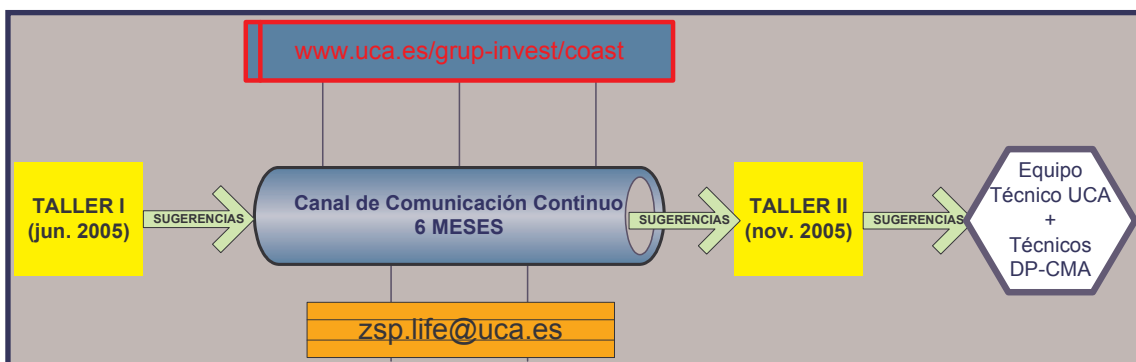 www.uca.es/grup-invest/coast
TALLER I
(jun. 2005)
SUGERENCIAS
Canal de Comunicación Continuo
6 MESES
SUGERENCIAS
TALLER II
(nov. 2005)
SUGERENCIAS
Equipo
Técnico UCA
+
Técnicos
DP-CMA
zsp.life@uca.es